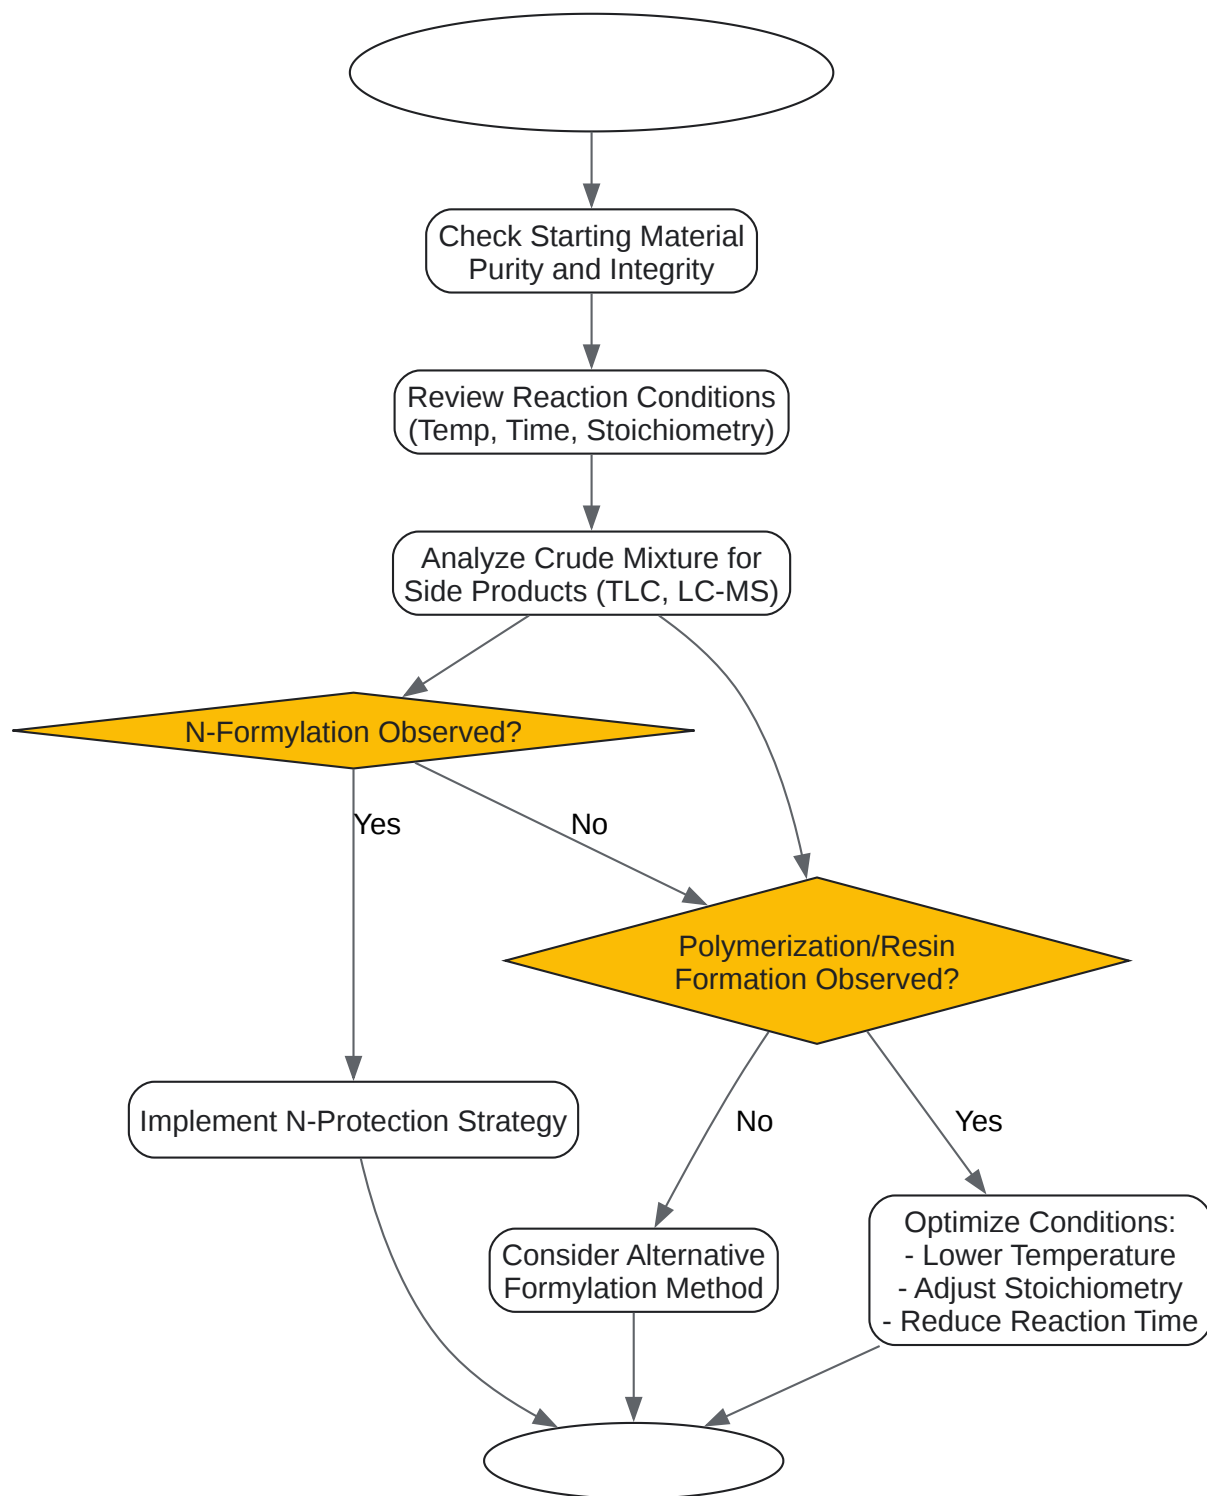 Check Starting Material
Purity and Integrity
Review Reaction Conditions
(Temp, Time, Stoichiometry)
Analyze Crude Mixture for
Side Products (TLC, LC-MS)
N-Formylation Observed?
Yes
No
Polymerization/Resin
Formation Observed?
Implement N-Protection Strategy
No
Yes
Consider Alternative
Formylation Method
Optimize Conditions:
- Lower Temperature
- Adjust Stoichiometry
- Reduce Reaction Time